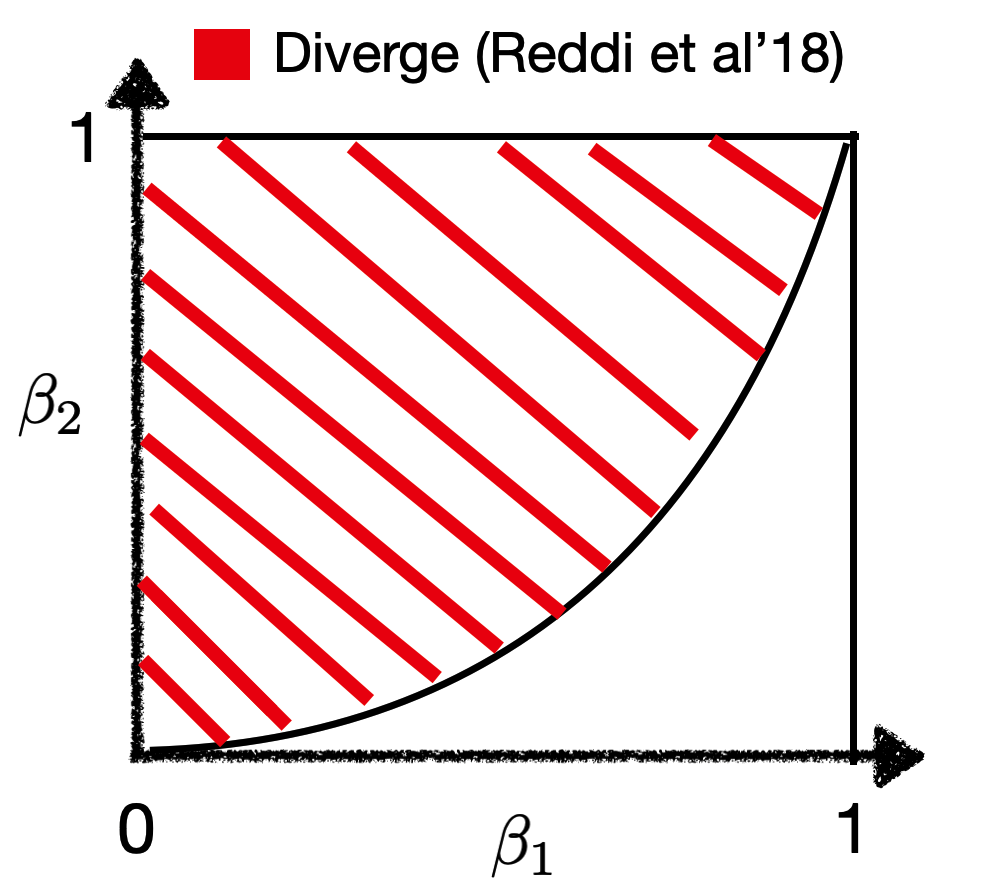 Diverge (Reddi et al’18)
1
β₂
0
β₁
1